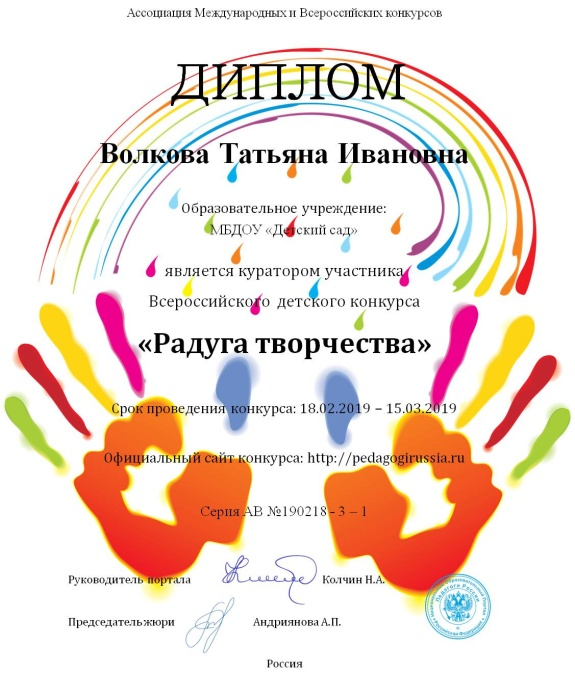 Ассоциация Международных и Всероссийских конкурсов
ДИПЛОМ
Волкова Татьяна Ивановна
Образовательное учреждение:
МБДОУ «Детский сад»
является куратором участника
Всероссийского детского конкурса
«Радуга творчества»
Срок проведения конкурса: 18.02.2019 – 15.03.2019
Официальный сайт конкурса: http://pedagogirussia.ru
Серия АВ №190218 - 3 – 1
Руководитель портала Колчин Н.А.
Председатель жюри Андриянова А.П.
Педагоги России
Россия